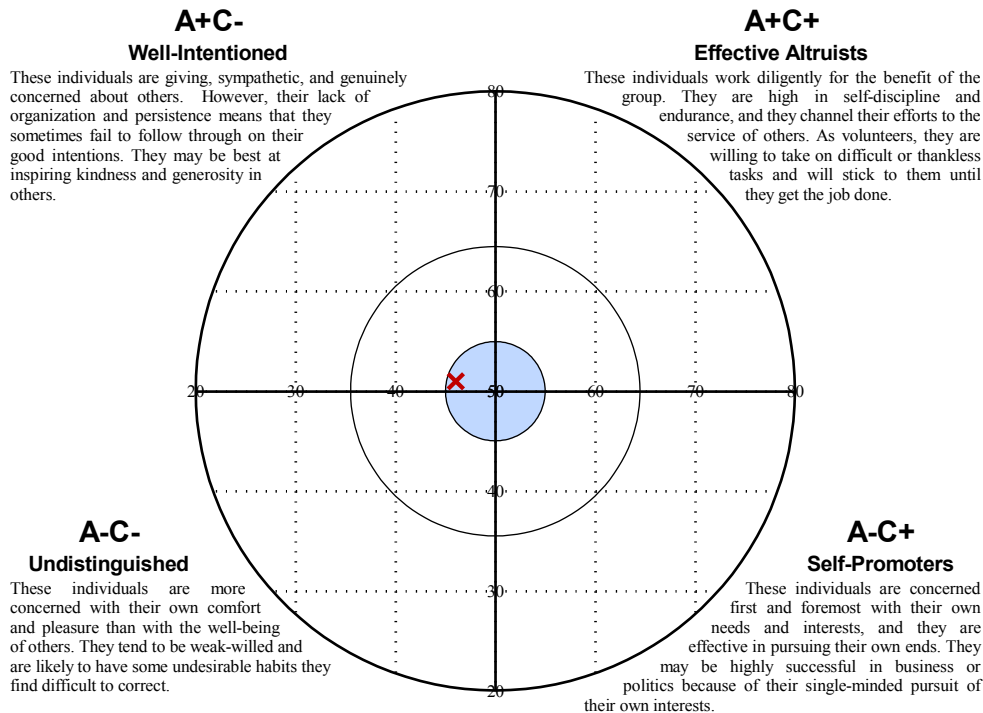 A+C-
Well-Intentioned
These individuals are giving, sympathetic, and genuinely
concerned about others. However, their lack of
organization and persistence means that they
sometimes fail to follow through on their
good intentions. They may be best at
inspiring kindness and generosity in
others.
A+C+
Effective Altruists
These individuals work diligently for the benefit of the
group. They are high in self-discipline and
endurance, and they channel their efforts to the
service of others. As volunteers, they are
willing to take on difficult or thankless
tasks and will stick to them until
they get the job done.
80
70
60
20 30 40 50 60 70 80
40
30
20
A-C-
Undistinguished
These individuals are more
concerned with their own comfort
and pleasure than with the well-being
of others. They tend to be weak-willed and
are likely to have some undesirable habits they
find difficult to correct.
A-C+
Self-Promoters
These individuals are concerned
first and foremost with their own
needs and interests, and they are
effective in pursuing their own ends. They
may be highly successful in business or
politics because of their single-minded pursuit of
their own interests.